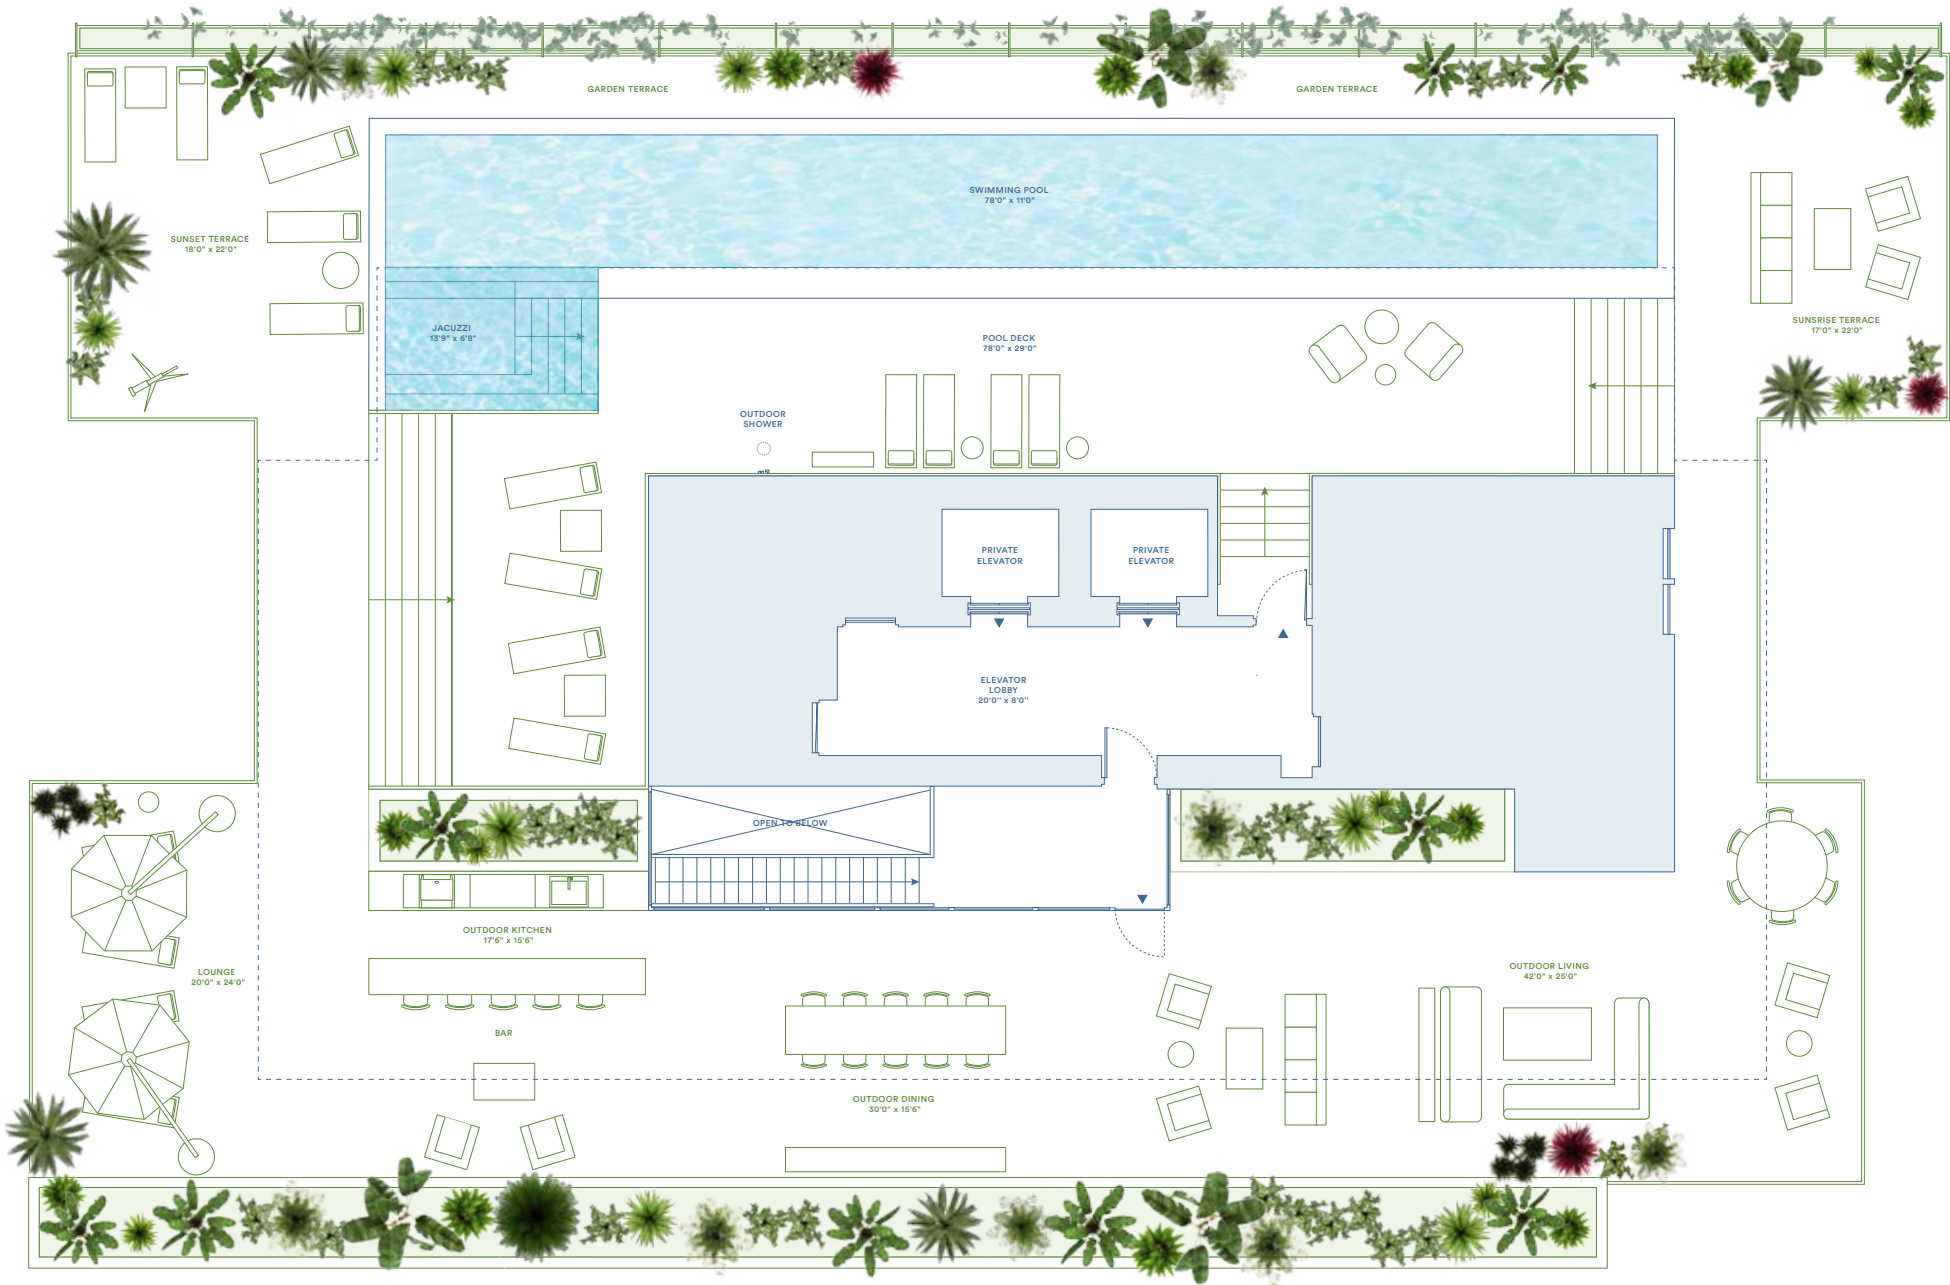 GARDEN TERRACE
GARDEN TERRACE
SWIMMING POOL
78'0" x 11'0"
SUNSET TERRACE
18'0" x 22'0"
SUNSRISE TERRACE
17'0" x 22'0"
JACUZZI
13'9" x 6'8"
POOL DECK
78'0" x 29'0"
OUTDOOR
SHOWER
PRIVATE
ELEVATOR
PRIVATE
ELEVATOR
ELEVATOR
LOBBY
20'0'' x 8'0''
OPEN TO BELOW
OUTDOOR KITCHEN
17'6" x 15'6"
LOUNGE
20'0" x 24'0"
OUTDOOR LIVING
42'0" x 25'0"
BAR
OUTDOOR DINING
30'0" x 15'6"